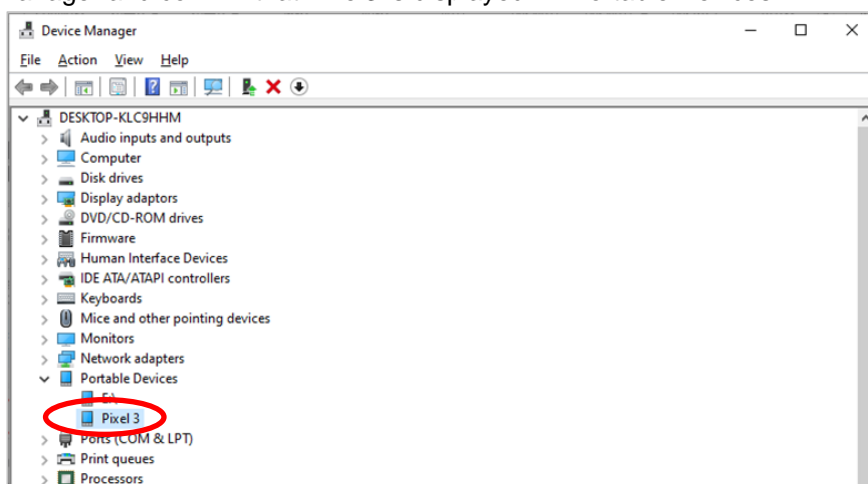 Device Manager
File Action View Help
DESKTOP-KLC9HHM
Audio inputs and outputs
Computer
Disk drives
Display adaptors
DVD/CD-ROM drives
Firmware
Human Interface Devices
IDE ATA/ATAPI controllers
Keyboards
Mice and other pointing devices
Monitors
Network adapters
Portable Devices
E:\
Pixel 3
Ports (COM & LPT)
Print queues
Processors